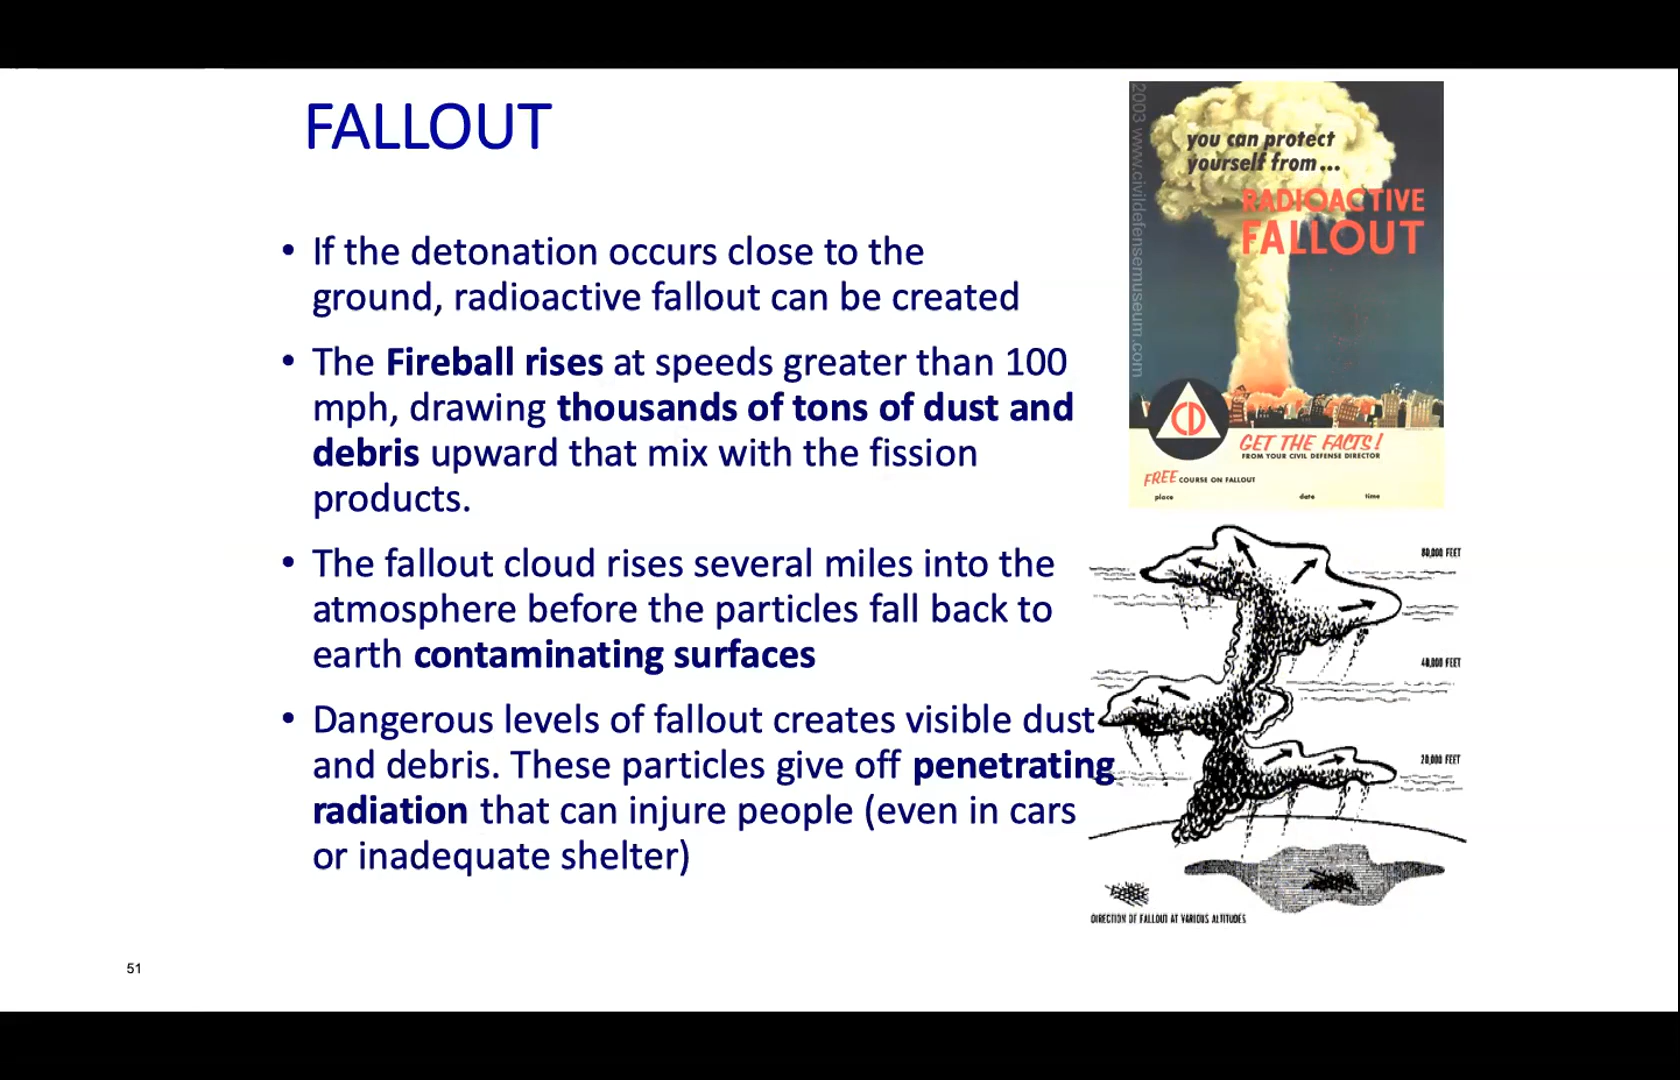 FALLOUT
• If the detonation occurs close to the
ground, radioactive fallout can be created
• The Fireball rises at speeds greater than 100
mph, drawing thousands of tons of dust and
debris upward that mix with the fission
products.
• The fallout cloud rises several miles into the
atmosphere before the particles fall back to
earth contaminating surfaces
• Dangerous levels of fallout creates visible dust
and debris. These particles give off penetrating
radiation that can injure people (even in cars
or inadequate shelter)
51
2003 www.civildefensemuseum.com
you can protect
yourself from...
RADIOACTIVE
FALLOUT
CD
GET THE FACTS!
FROM YOUR CIVIL DEFENSE DIRECTOR
FREE COURSE ON FALLOUT
place date time
80,000 FEET
40,000 FEET
20,000 FEET
DIRECTION OF FALLOUT AT VARIOUS ALTITUDES